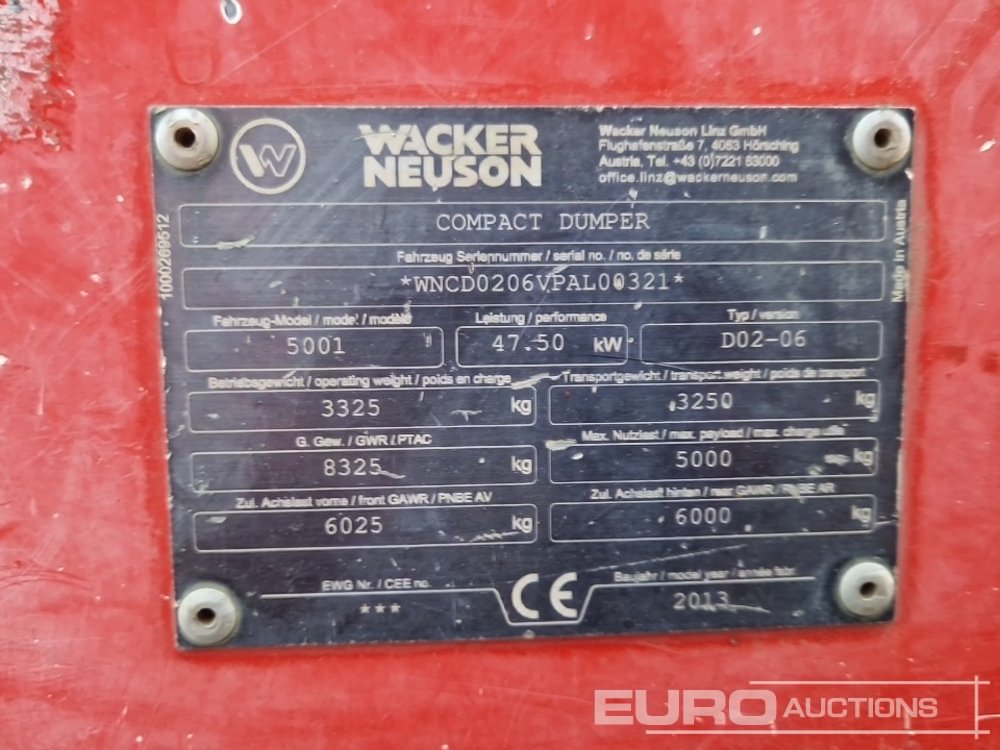 WACKER
NEUSON
Wacker Neuson Linz GmbH
Flughafenstraße 7, 4063 Hörsching
Austria, Tel. +43 (0)7221 63000
office.linz@wackerneuson.com
COMPACT DUMPER
Fahrzeug Seriennummer / serial no. / no. de série
*WNCD0206VPAL00321*
Fahrzeug-Model / model / modèle
Leistung / performance
Typ / version
5001
47.50 kW
D02-06
Betriebsgewicht / operating weight / poids en charge
Transportgewicht / transport weight / poids de transport
3325 kg
3250 kg
G. Gew. / GWR / PTAC
Max. Nutzlast / max. payload / max. charge utile
8325 kg
5000 kg
Zul. Achslast vorne / front GAWR / PNBE AV
Zul. Achslast hinten / rear GAWR / PNBE AR
6025 kg
6000 kg
EWG Nr. / CEE no.
***
CE
Baujahr / model year / année fabr.
2013
1000289512
Made in Austria
EURO AUCTIONS